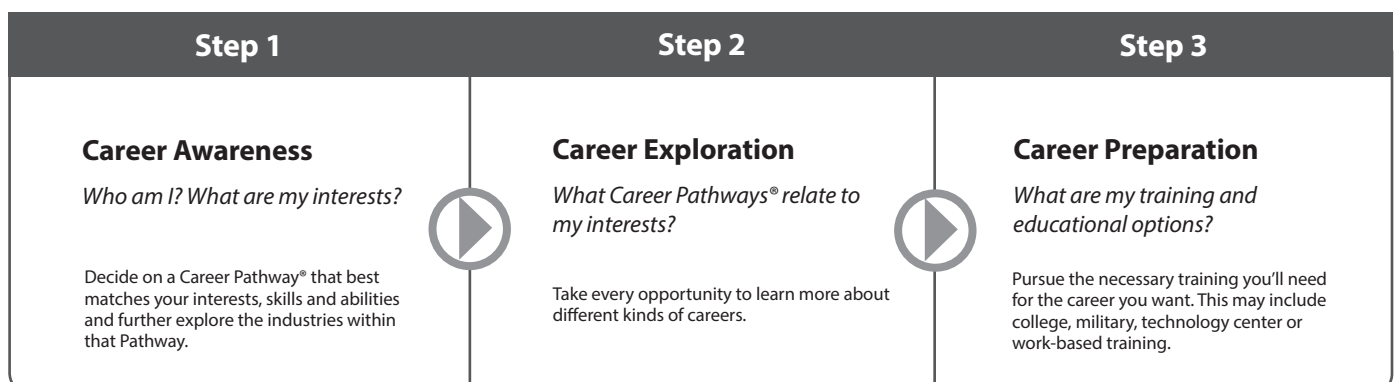 Step 1
Step 2
Step 3
Career Awareness
Who am I? What are my interests?
Decide on a Career Pathway® that best
matches your interests, skills and abilities
and further explore the industries within
that Pathway.
Career Exploration
What Career Pathways® relate to
my interests?
Take every opportunity to learn more about
different kinds of careers.
Career Preparation
What are my training and
educational options?
Pursue the necessary training you’ll need
for the career you want. This may include
college, military, technology center or
work-based training.